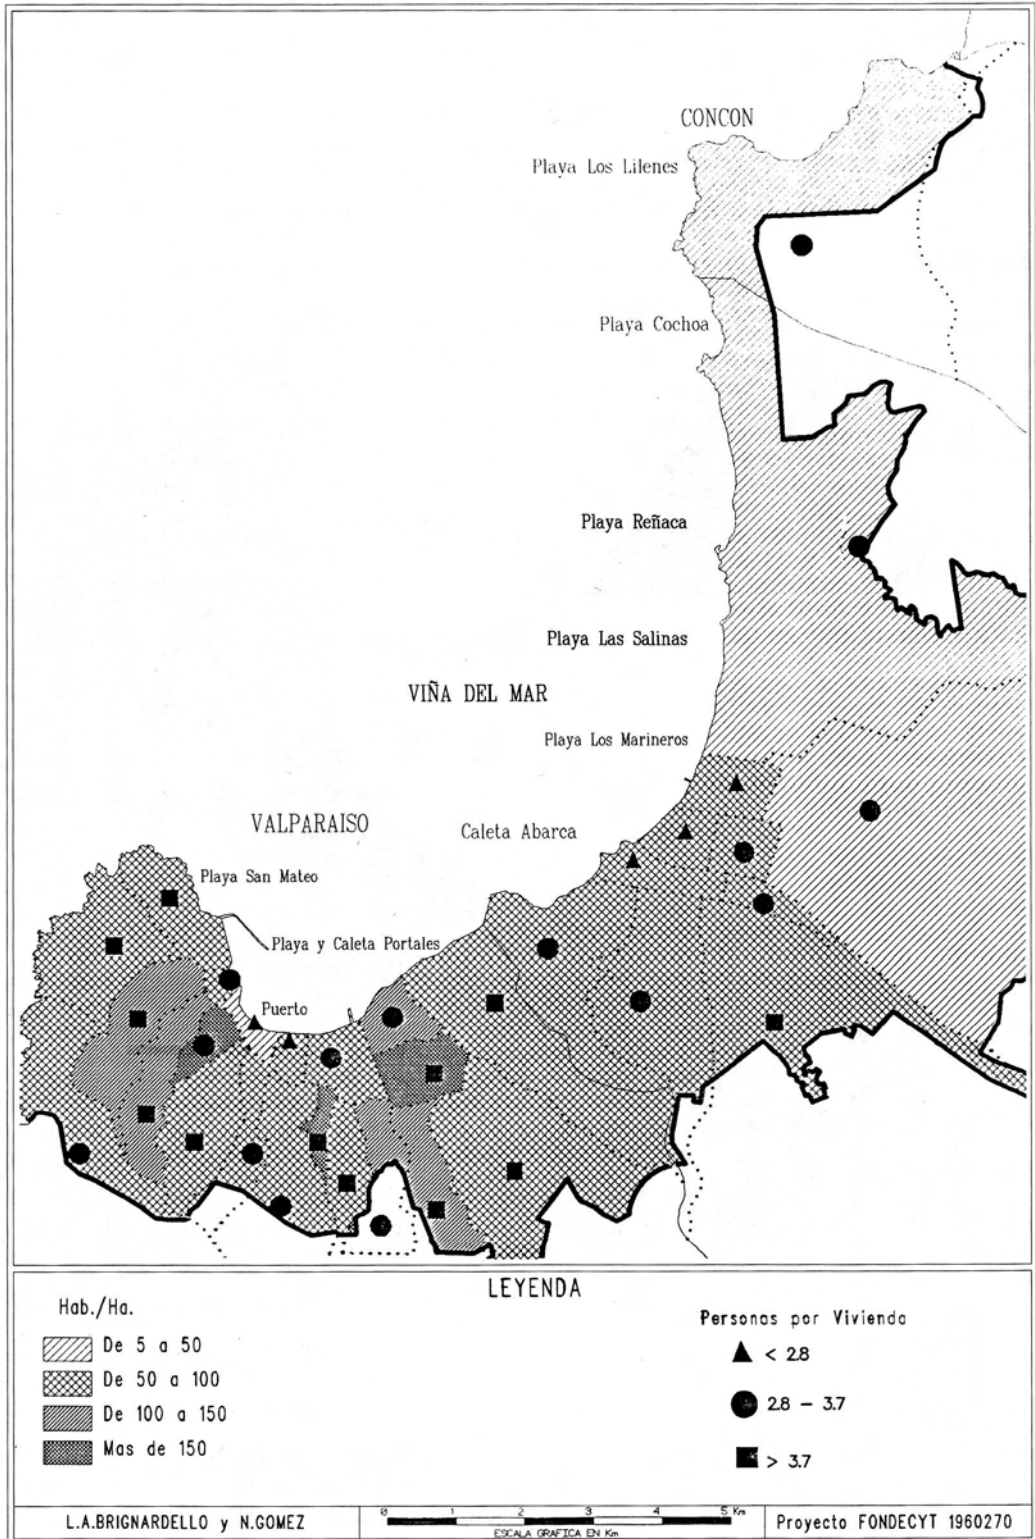 CONCON
Playa Los Lilenes
Playa Cochoa
Playa Reñaca
Playa Las Salinas
VIÑA DEL MAR
Playa Los Marineros
VALPARAISO
Caleta Abarca
Playa San Mateo
Playa y Caleta Portales
Puerto
LEYENDA
Hab./Ha.
De 5 a 50
De 50 a 100
De 100 a 150
Mas de 150
Personas por Vivienda
< 2.8
2.8 - 3.7
> 3.7
L.A.BRIGNARDELLO y N.GOMEZ
0 1 2 3 4 5 Km
ESCALA GRAFICA EN Km
Proyecto FONDECYT 1960270